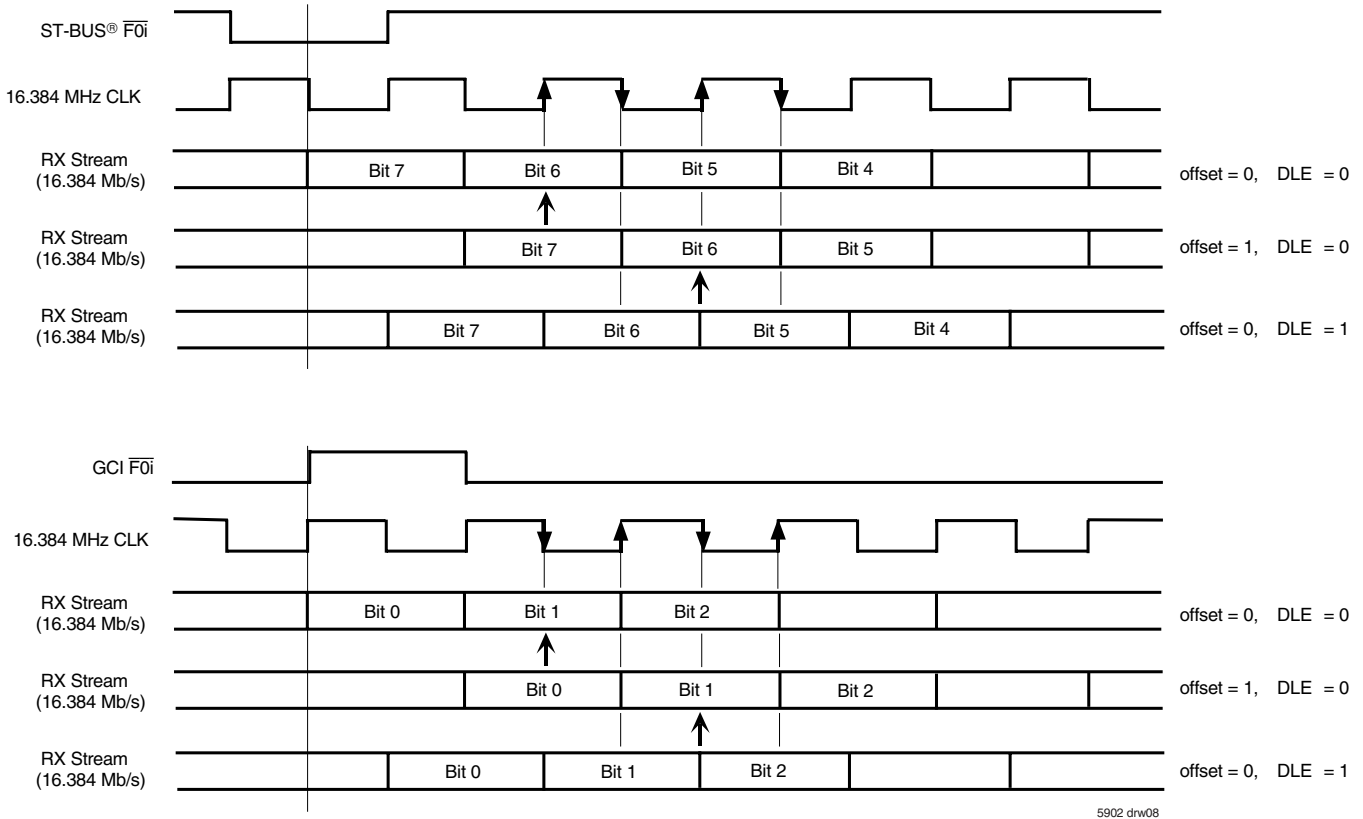 ST-BUS® F0i
16.384 MHz CLK
RX Stream
(16.384 Mb/s)
Bit 7 Bit 6 Bit 5 Bit 4
offset = 0, DLE = 0
RX Stream
(16.384 Mb/s)
Bit 7 Bit 6 Bit 5
offset = 1, DLE = 0
RX Stream
(16.384 Mb/s)
Bit 7 Bit 6 Bit 5 Bit 4
offset = 0, DLE = 1
GCI F0i
16.384 MHz CLK
RX Stream
(16.384 Mb/s)
Bit 0 Bit 1 Bit 2
offset = 0, DLE = 0
RX Stream
(16.384 Mb/s)
Bit 0 Bit 1 Bit 2
offset = 1, DLE = 0
RX Stream
(16.384 Mb/s)
Bit 0 Bit 1 Bit 2
offset = 0, DLE = 1
5902 drw08